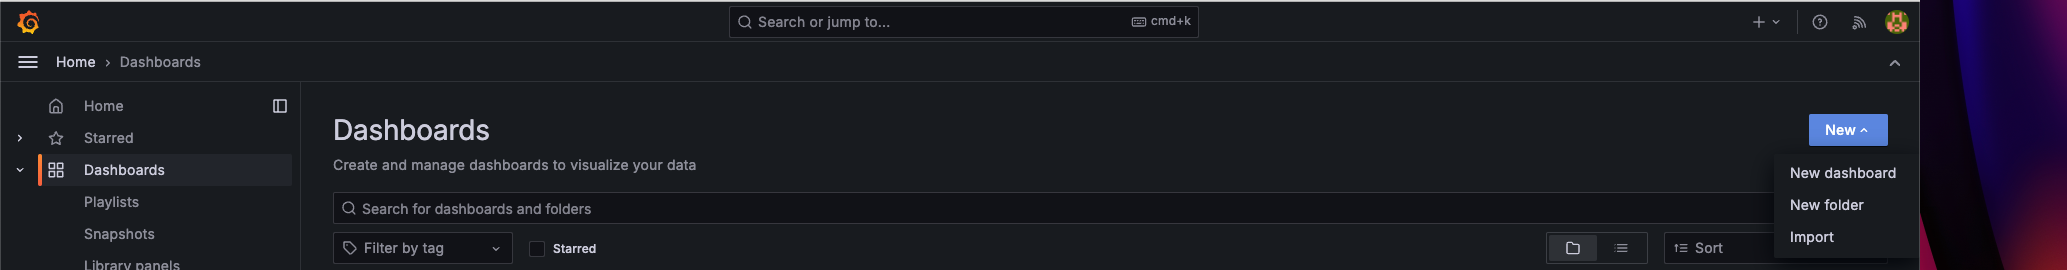 Search or jump to... cmd+k
Home › Dashboards
Home
Starred
Dashboards
Playlists
Snapshots
Library panels
Dashboards
Create and manage dashboards to visualize your data
New
New dashboard
New folder
Import
Search for dashboards and folders
Filter by tag
Starred
Sort